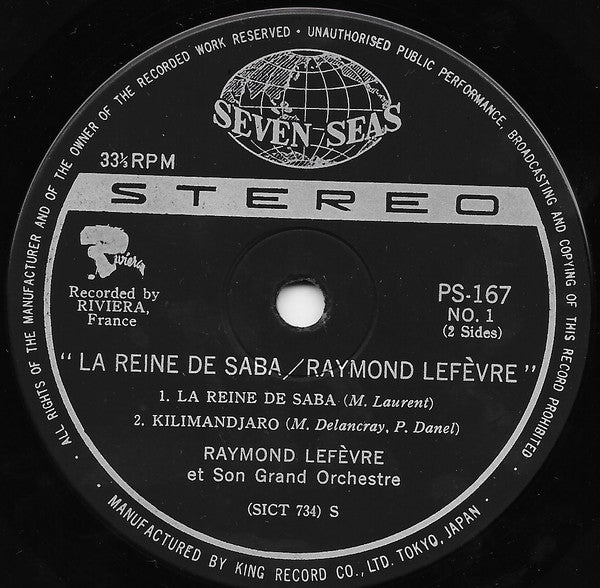 · ALL RIGHTS OF THE MANUFACTURER AND OF THE OWNER OF THE RECORDED WORK RESERVED · UNAUTHORISED PUBLIC PERFORMANCE, BROADCASTING AND COPYING OF THIS RECORD PROHIBITED ·
SEVEN SEAS
33⅓ RPM
STEREO
Riviera
Recorded by
RIVIERA,
France
PS-167
NO. 1
(2 Sides)
"LA REINE DE SABA/RAYMOND LEFÈVRE"
1. LA REINE DE SABA (M. Laurent)
2. KILIMANDJARO (M. Delancray, P. Danel)
RAYMOND LEFÈVRE
et Son Grand Orchestre
(SICT 734) S
· MANUFACTURED BY KING RECORD CO., LTD. TOKYO, JAPAN ·